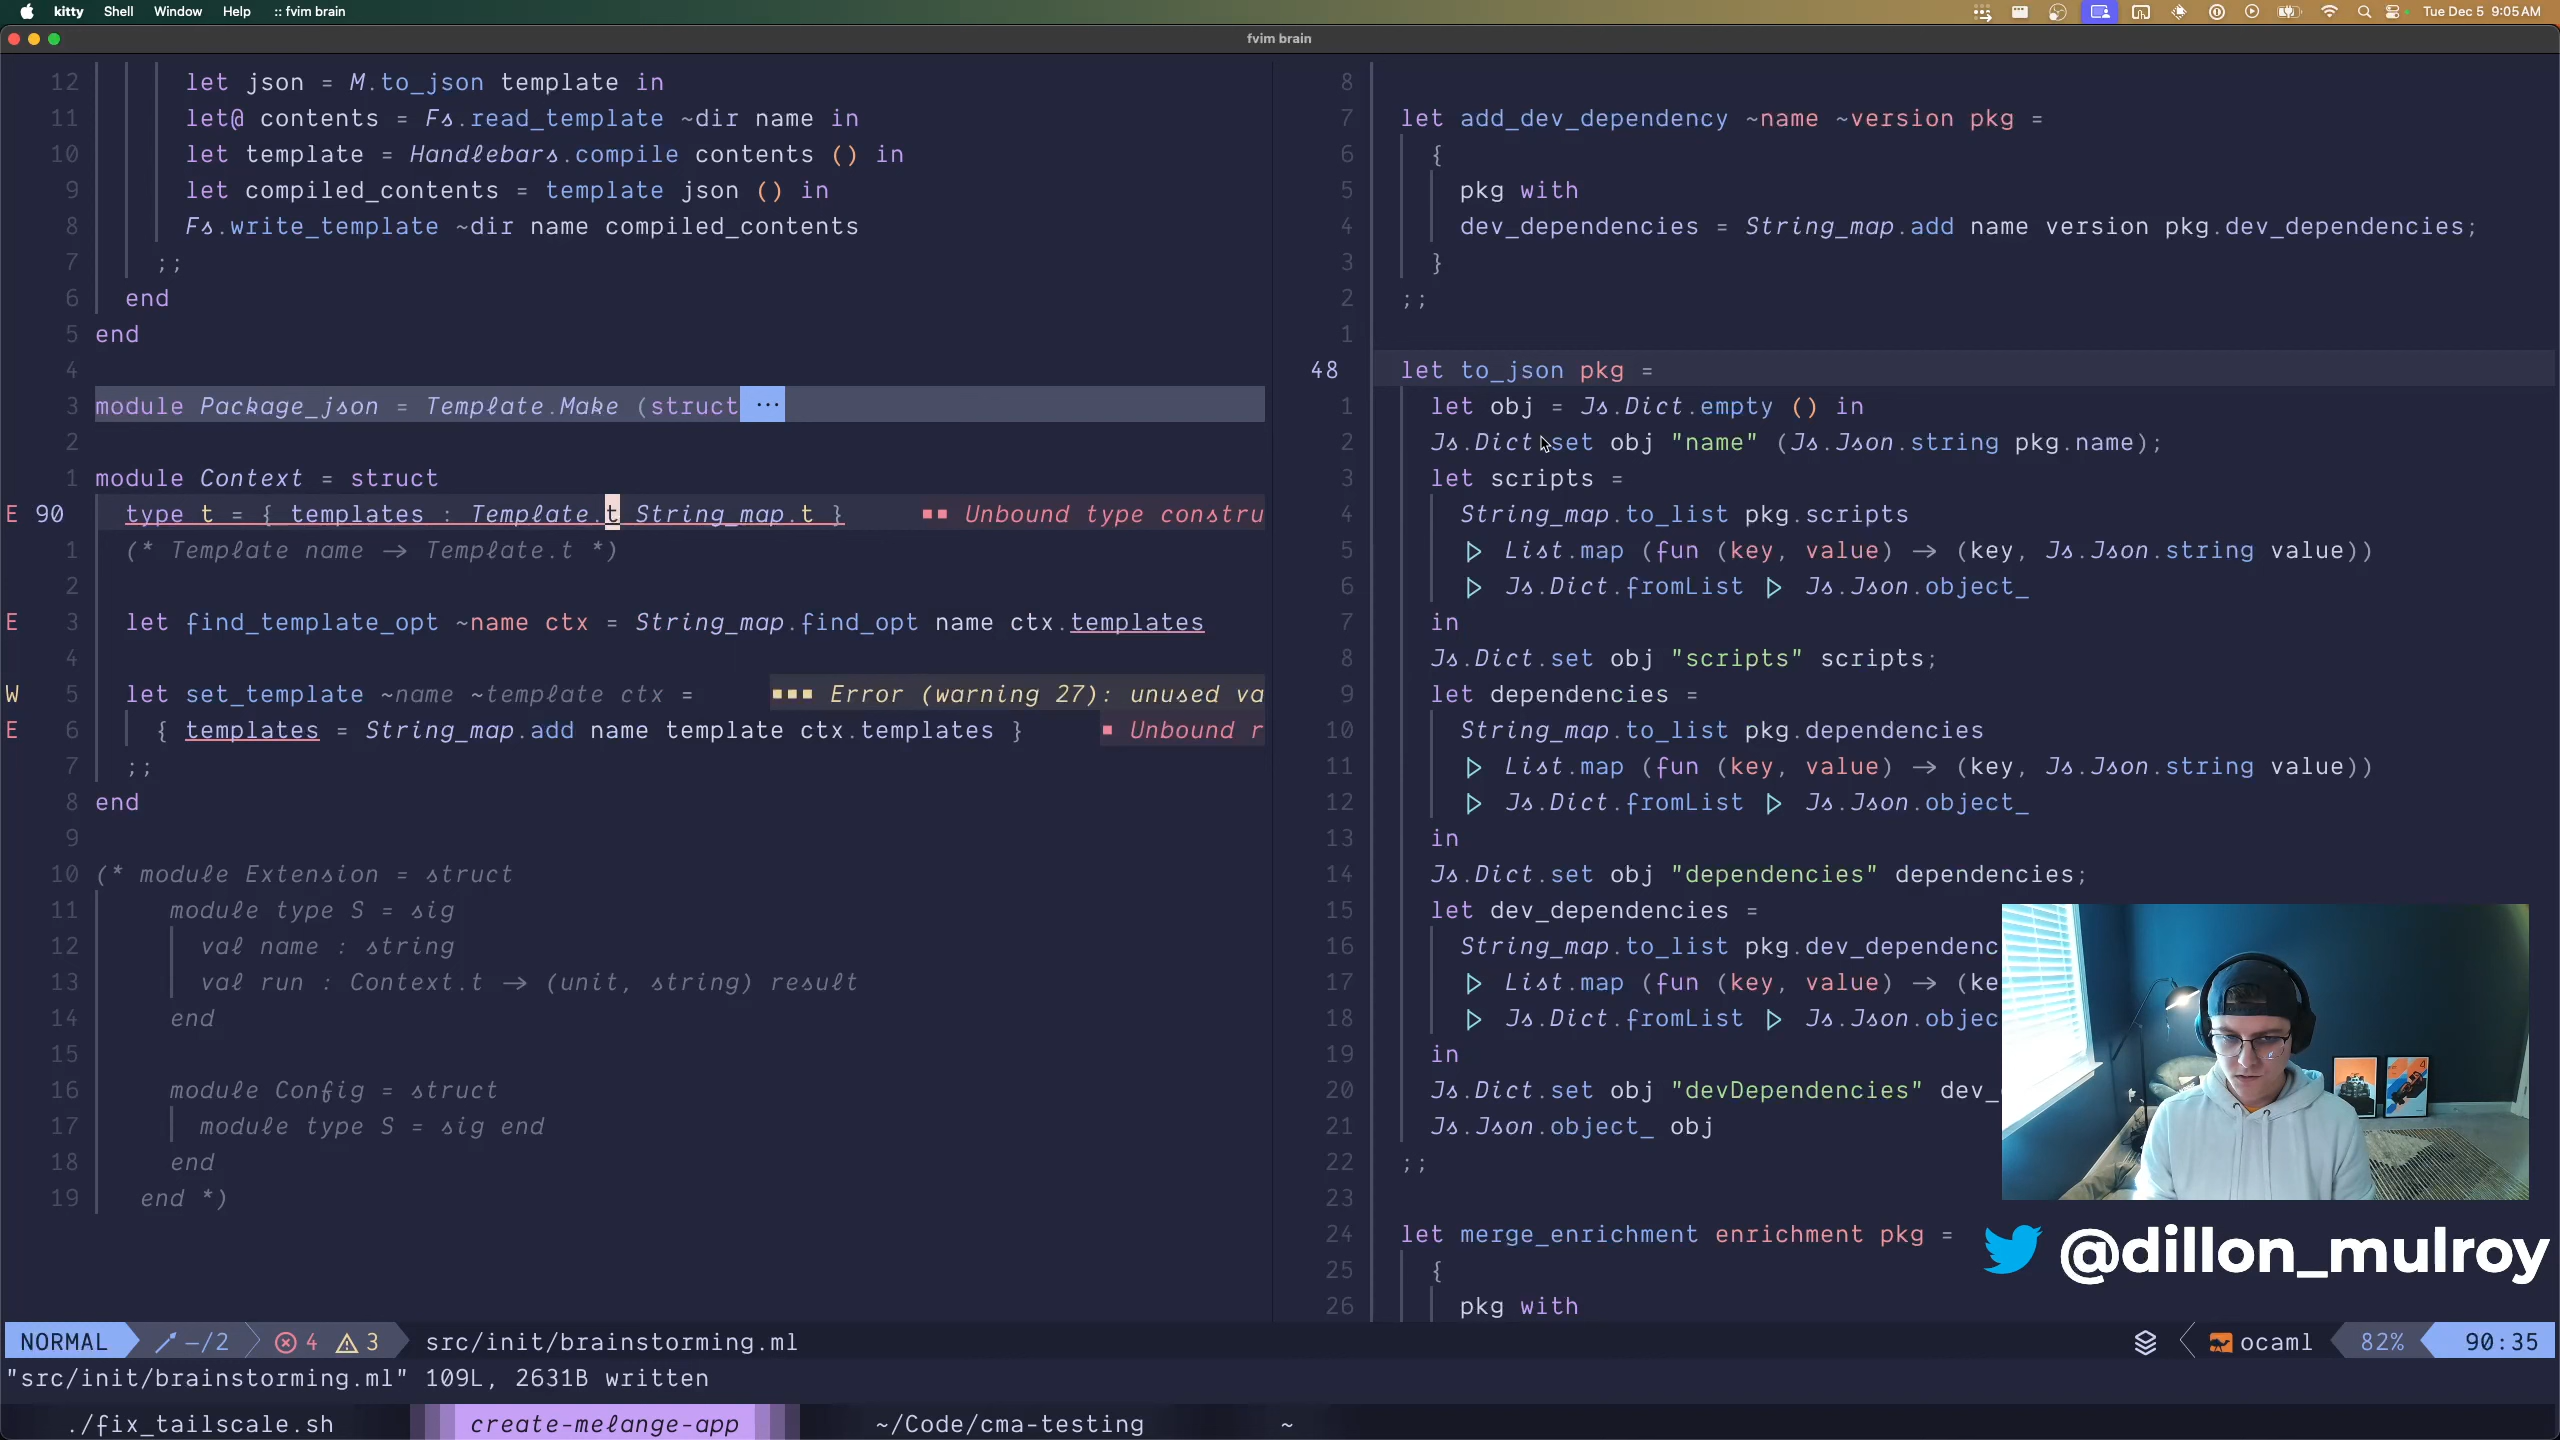 kitty Shell Window Help :: fvim brain
Tue Dec 5 9:05 AM
fvim brain
12 let json = M.to_json template in
11 let@ contents = Fs.read_template ~dir name in
10 let template = Handlebars.compile contents () in
9 let compiled_contents = template json () in
8 Fs.write_template ~dir name compiled_contents
7 ;;
6 end
5 end
4
3 module Package_json = Template.Make (struct ...
2
1 module Context = struct
E 90 type t = { templates : Template.t String_map.t } ■■ Unbound type constru
1 (* Template name → Template.t *)
2
E 3 let find_template_opt ~name ctx = String_map.find_opt name ctx.templates
4
W 5 let set_template ~name ~template ctx = ■■■ Error (warning 27): unused va
E 6 { templates = String_map.add name template ctx.templates } ■ Unbound r
7 ;;
8 end
9
10 (* module Extension = struct
11 module type S = sig
12 val name : string
13 val run : Context.t → (unit, string) result
14 end
15
16 module Config = struct
17 module type S = sig end
18 end
19 end *)
8
7 let add_dev_dependency ~name ~version pkg =
6 {
5 pkg with
4 dev_dependencies = String_map.add name version pkg.dev_dependencies;
3 }
2 ;;
1
48 let to_json pkg =
1 let obj = Js.Dict.empty () in
2 Js.Dict.set obj "name" (Js.Json.string pkg.name);
3 let scripts =
4 String_map.to_list pkg.scripts
5 ▷ List.map (fun (key, value) → (key, Js.Json.string value))
6 ▷ Js.Dict.fromList ▷ Js.Json.object_
7 in
8 Js.Dict.set obj "scripts" scripts;
9 let dependencies =
10 String_map.to_list pkg.dependencies
11 ▷ List.map (fun (key, value) → (key, Js.Json.string value))
12 ▷ Js.Dict.fromList ▷ Js.Json.object_
13 in
14 Js.Dict.set obj "dependencies" dependencies;
15 let dev_dependencies =
16 String_map.to_list pkg.dev_dependenc
17 ▷ List.map (fun (key, value) → (ke
18 ▷ Js.Dict.fromList ▷ Js.Json.objec
19 in
20 Js.Dict.set obj "devDependencies" dev_
21 Js.Json.object_ obj
22 ;;
23
24 let merge_enrichment enrichment pkg =
25 {
26 pkg with
@dillon_mulroy
NORMAL –/2 4 3 src/init/brainstorming.ml ocaml 82% 90:35
"src/init/brainstorming.ml" 109L, 2631B written
./fix_tailscale.sh create-melange-app ~/Code/cma-testing ~